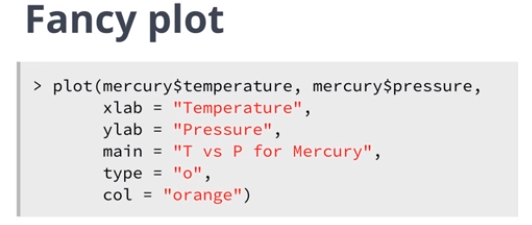 Fancy plot
> plot(mercury$temperature, mercury$pressure,
xlab = "Temperature",
ylab = "Pressure",
main = "T vs P for Mercury",
type = "o",
col = "orange")